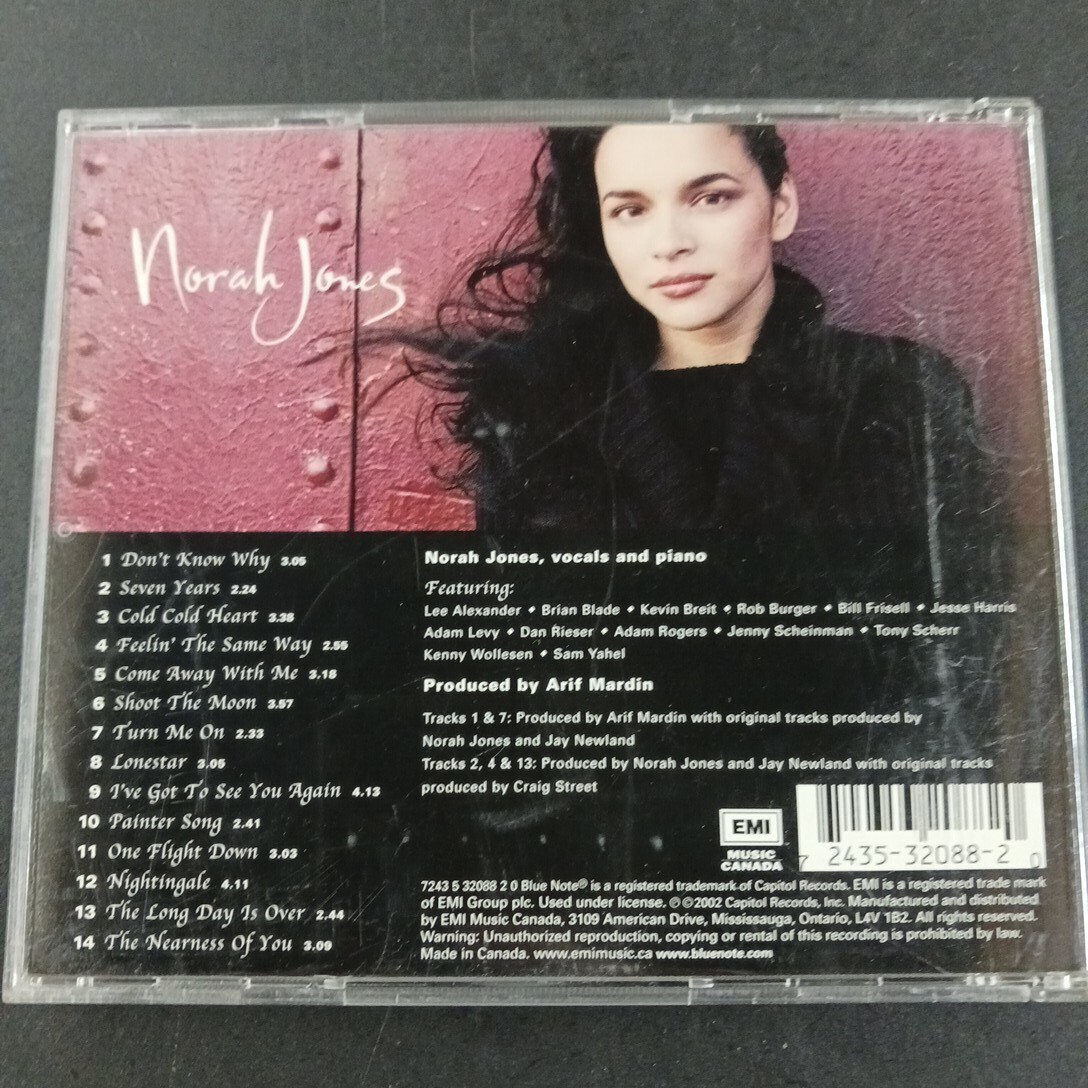 Norah Jones
1 Don't Know Why 3.05
2 Seven Years 2.24
3 Cold Cold Heart 3.38
4 Feelin' The Same Way 2.55
5 Come Away With Me 3.18
6 Shoot The Moon 3.57
7 Turn Me On 2.33
8 Lonestar 3.05
9 I've Got To See You Again 4.13
10 Painter Song 2.41
11 One Flight Down 3.03
12 Nightingale 4.11
13 The Long Day Is Over 2.44
14 The Nearness Of You 3.09
Norah Jones, vocals and piano
Featuring:
Lee Alexander • Brian Blade • Kevin Breit • Rob Burger • Bill Frisell • Jesse Harris
Adam Levy • Dan Rieser • Adam Rogers • Jenny Scheinman • Tony Scherr
Kenny Wollesen • Sam Yahel
Produced by Arif Mardin
Tracks 1 & 7: Produced by Arif Mardin with original tracks produced by
Norah Jones and Jay Newland
Tracks 2, 4 & 13: Produced by Norah Jones and Jay Newland with original tracks
produced by Craig Street
EMI
MUSIC
CANADA
7 2435-32088-2 0
7243 5 32088 2 0 Blue Note® is a registered trademark of Capitol Records. EMI is a registered trade mark
of EMI Group plc. Used under license. ℗©2002 Capitol Records, Inc. Manufactured and distributed
by EMI Music Canada, 3109 American Drive, Mississauga, Ontario, L4V 1B2. All rights reserved.
Warning: Unauthorized reproduction, copying or rental of this recording is prohibited by law.
Made in Canada. www.emimusic.ca www.bluenote.com